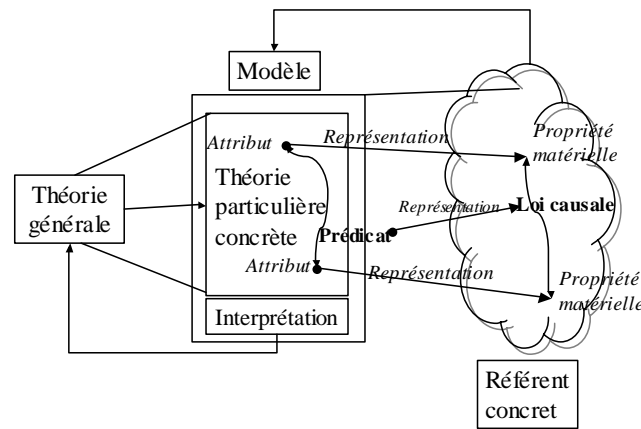 Modèle
Attribut
Représentation
Propriété
matérielle
Théorie
générale
Théorie
particulière
concrète
Prédicat
Représentation
Loi causale
Attribut
Représentation
Propriété
matérielle
Interprétation
Référent
concret